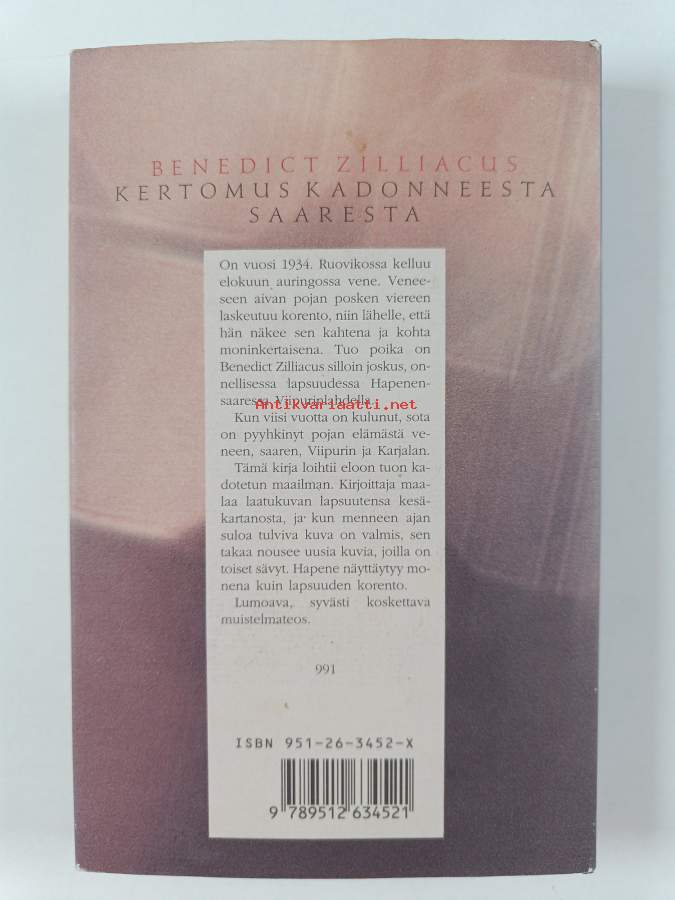 BENEDICT ZILLIACUS
KERTOMUS KADONNEESTA
SAARESTA
On vuosi 1934. Ruovikossa kelluu
elokuun auringossa vene. Venee-
seen aivan pojan posken viereen
laskeutuu korento, niin lähelle, että
hän näkee sen kahtena ja kohta
moninkertaisena. Tuo poika on
Benedict Zilliacus silloin joskus, on-
nellisessa lapsuudessa Hapenen-
saaressa Viipurinlahdella.
Antikvariaatti.net
Kun viisi vuotta on kulunut, sota
on pyyhkinyt pojan elämästä ve-
neen, saaren, Viipurin ja Karjalan.
Tämä kirja loihtii eloon tuon ka-
dotetun maailman. Kirjoittaja maa-
laa laatukuvan lapsuutensa kesä-
kartanosta, ja kun menneen ajan
suloa tulviva kuva on valmis, sen
takaa nousee uusia kuvia, joilla on
toiset sävyt. Hapene näyttäytyy mo-
nena kuin lapsuuden korento.
Lumoava, syvästi koskettava
muistelmateos.
991
ISBN 951-26-3452-X
9 789512 634521